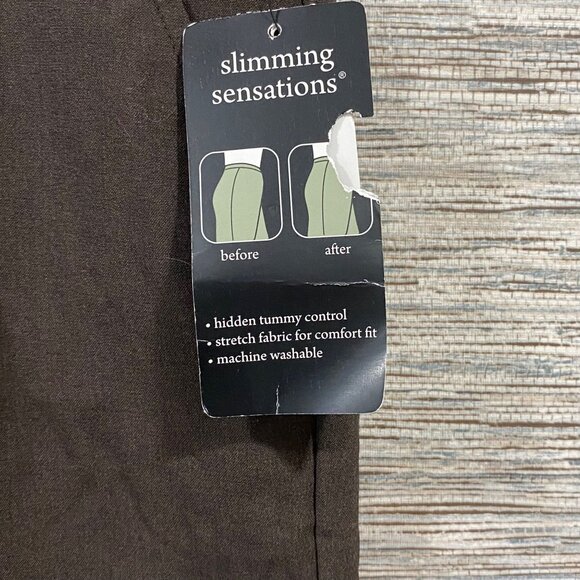 slimming
sensations®
before after
• hidden tummy control
• stretch fabric for comfort fit
• machine washable